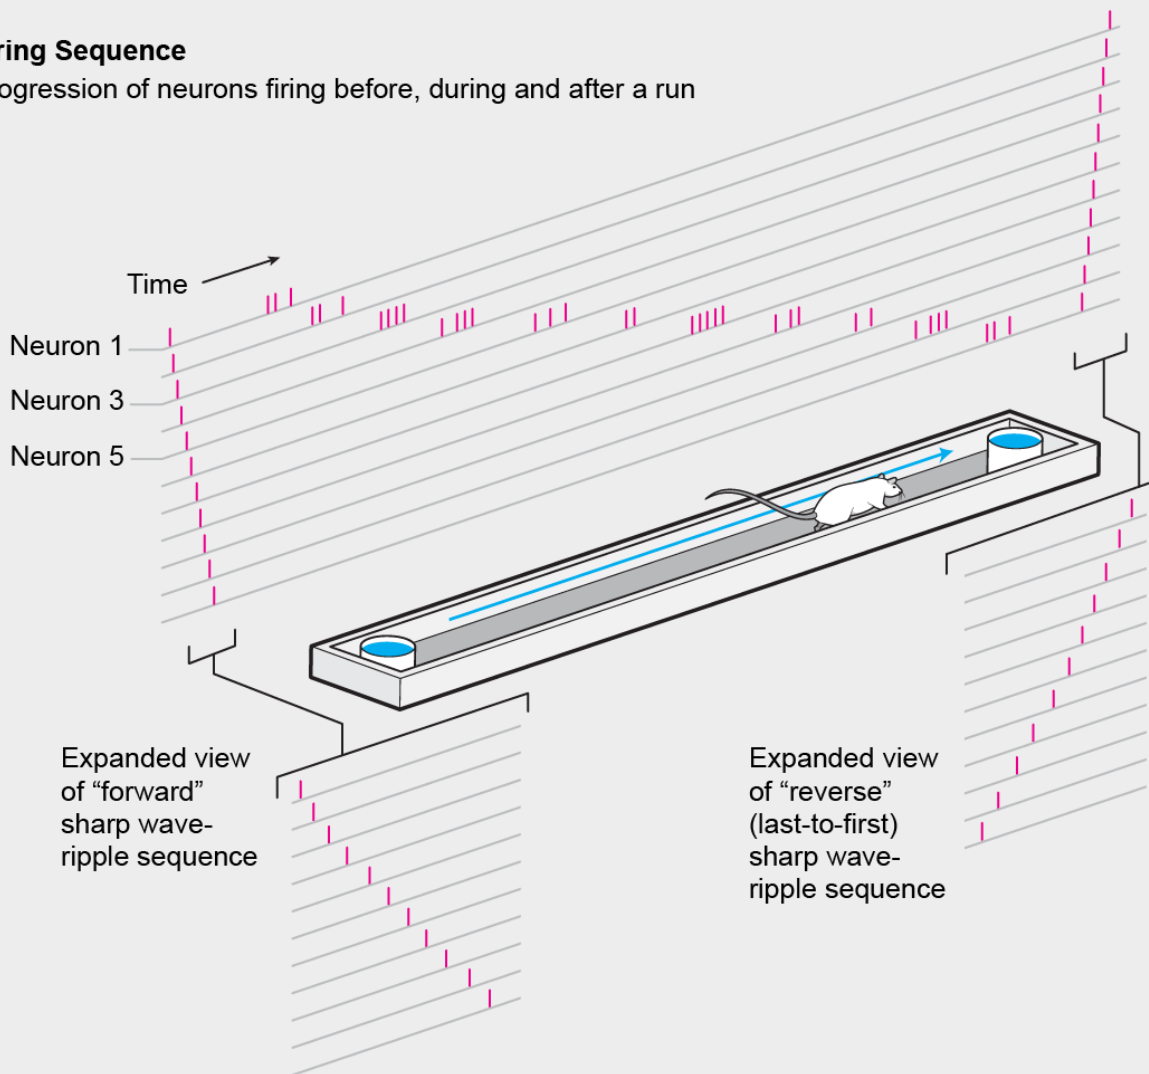 ring Sequence
ogression of neurons firing before, during and after a run
Time
Neuron 1
Neuron 3
Neuron 5
Expanded view
of “forward”
sharp wave-
ripple sequence
Expanded view
of “reverse”
(last-to-first)
sharp wave-
ripple sequence